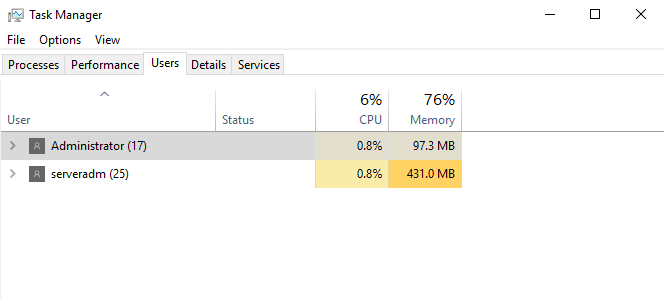 Task Manager
File Options View
Processes Performance Users Details Services
6% 76%
User Status CPU Memory
Administrator (17) 0.8% 97.3 MB
serveradm (25) 0.8% 431.0 MB